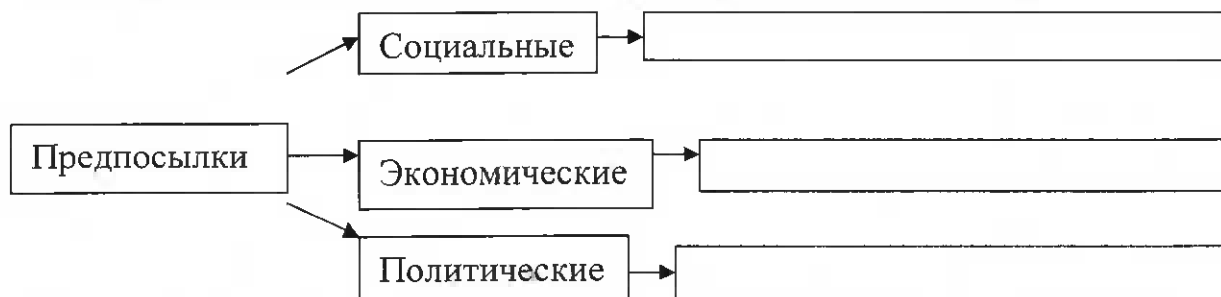 Социальные
Предпосылки
Экономические
Политические